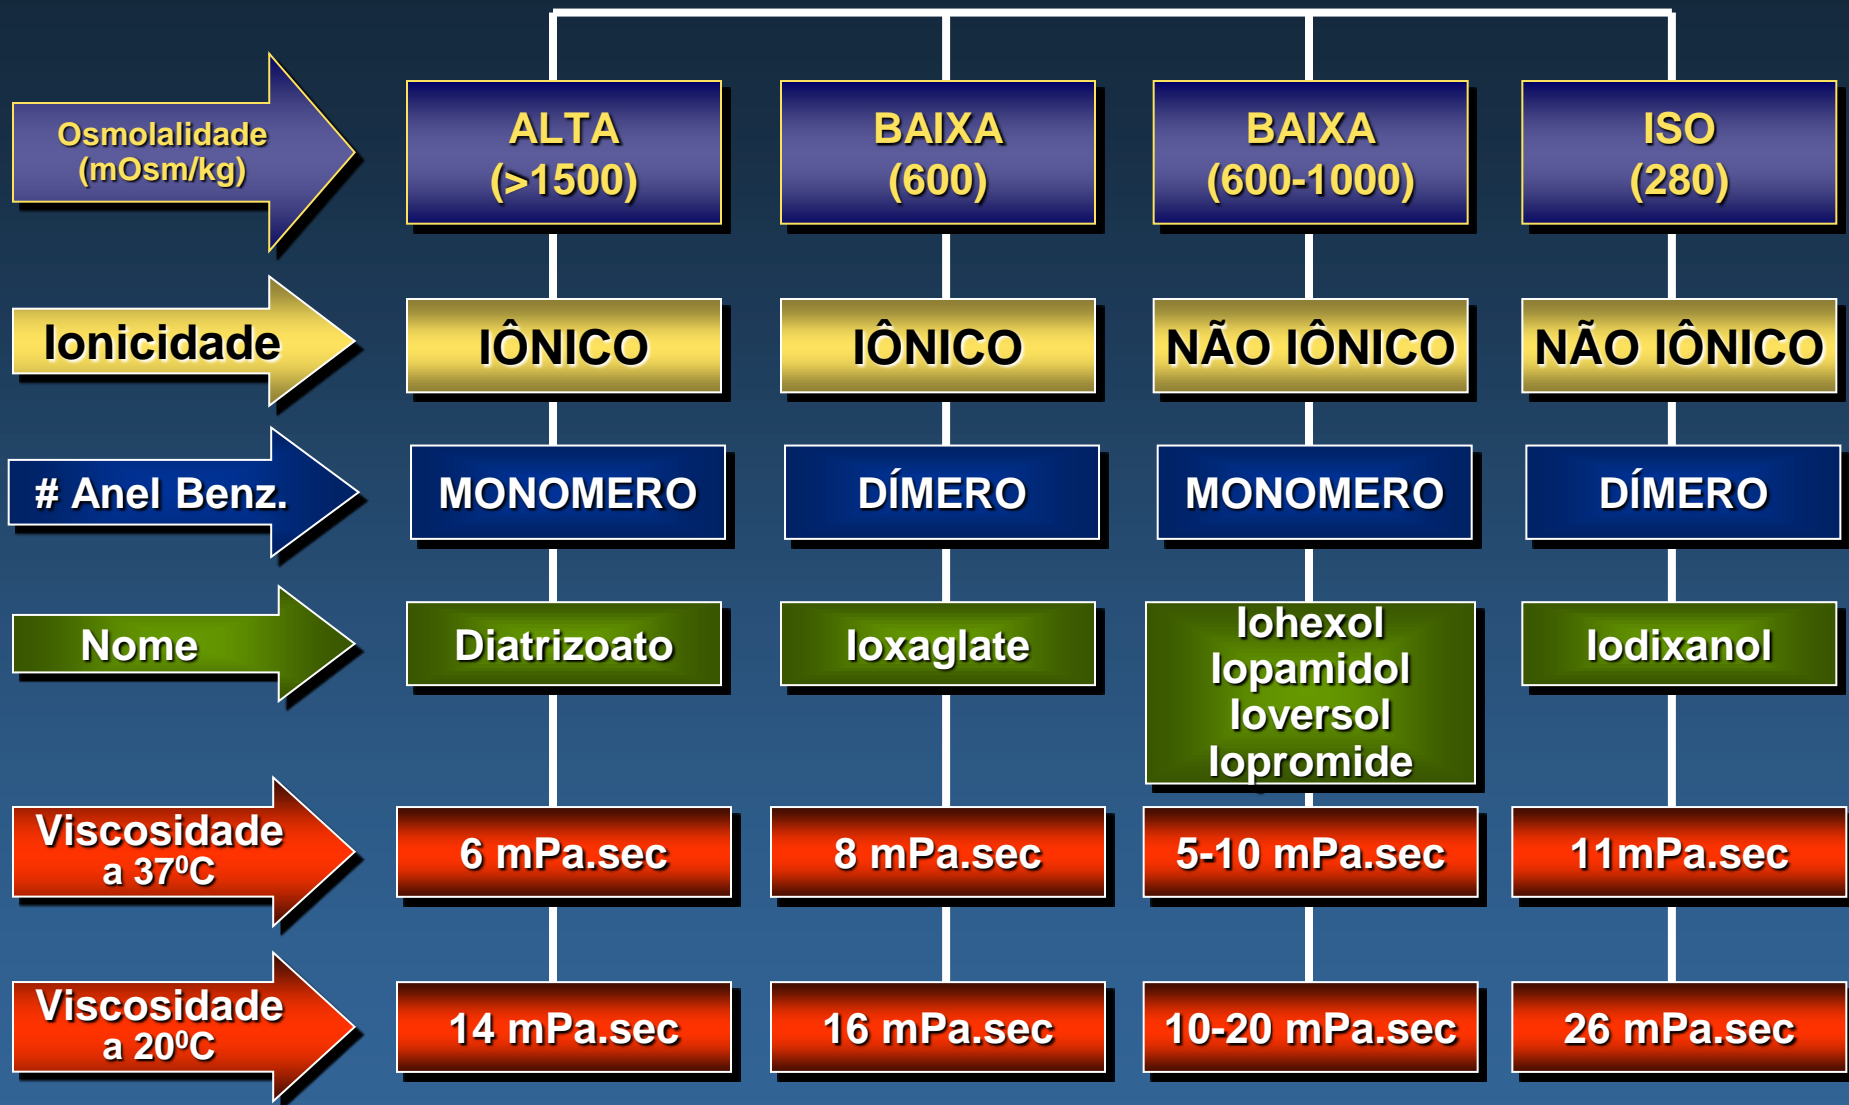 Osmolalidade
(mOsm/kg)
ALTA
(>1500)
BAIXA
(600)
BAIXA
(600-1000)
ISO
(280)
Ionicidade
IÔNICO
IÔNICO
NÃO IÔNICO
NÃO IÔNICO
# Anel Benz.
MONOMERO
DÍMERO
MONOMERO
DÍMERO
Nome
Diatrizoato
Ioxaglate
Iohexol
Iopamidol
Ioversol
Iopromide
Iodixanol
Viscosidade
a 37⁰C
6 mPa.sec
8 mPa.sec
5-10 mPa.sec
11mPa.sec
Viscosidade
a 20⁰C
14 mPa.sec
16 mPa.sec
10-20 mPa.sec
26 mPa.sec